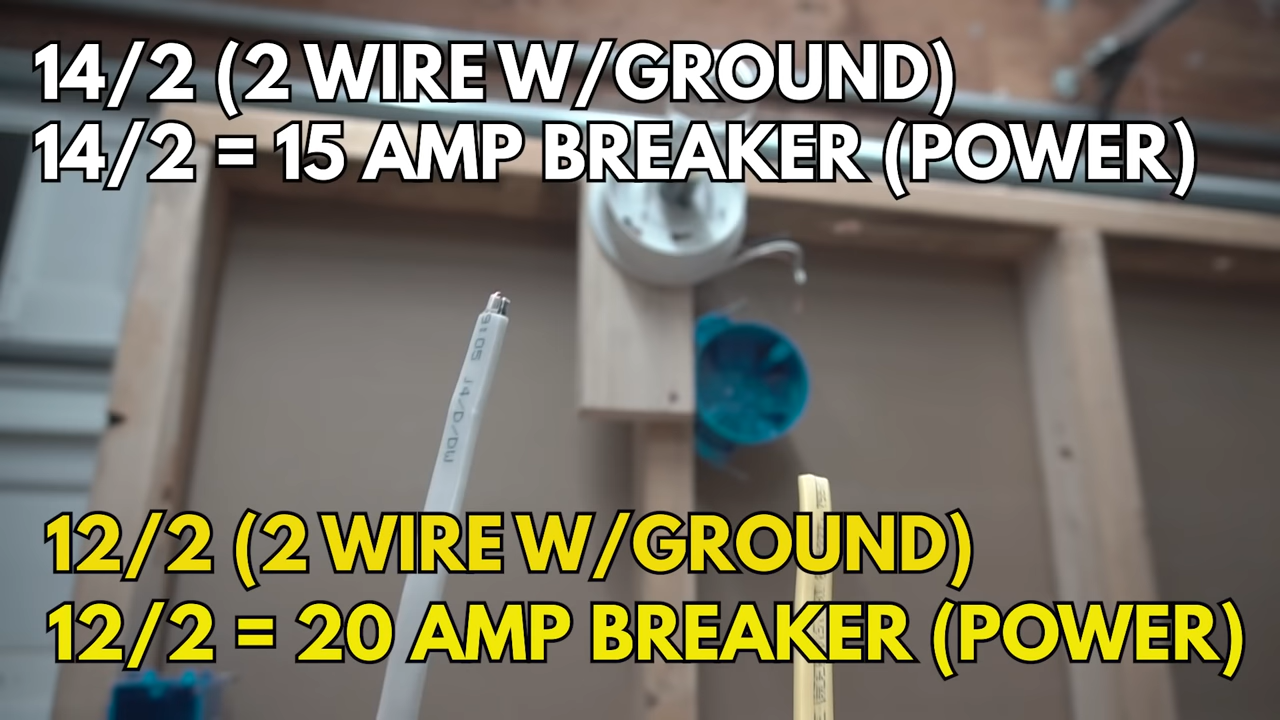 14/2 (2 WIRE W/GROUND)
14/2 = 15 AMP BREAKER (POWER)
12/2 (2 WIRE W/GROUND)
12/2 = 20 AMP BREAKER (POWER)